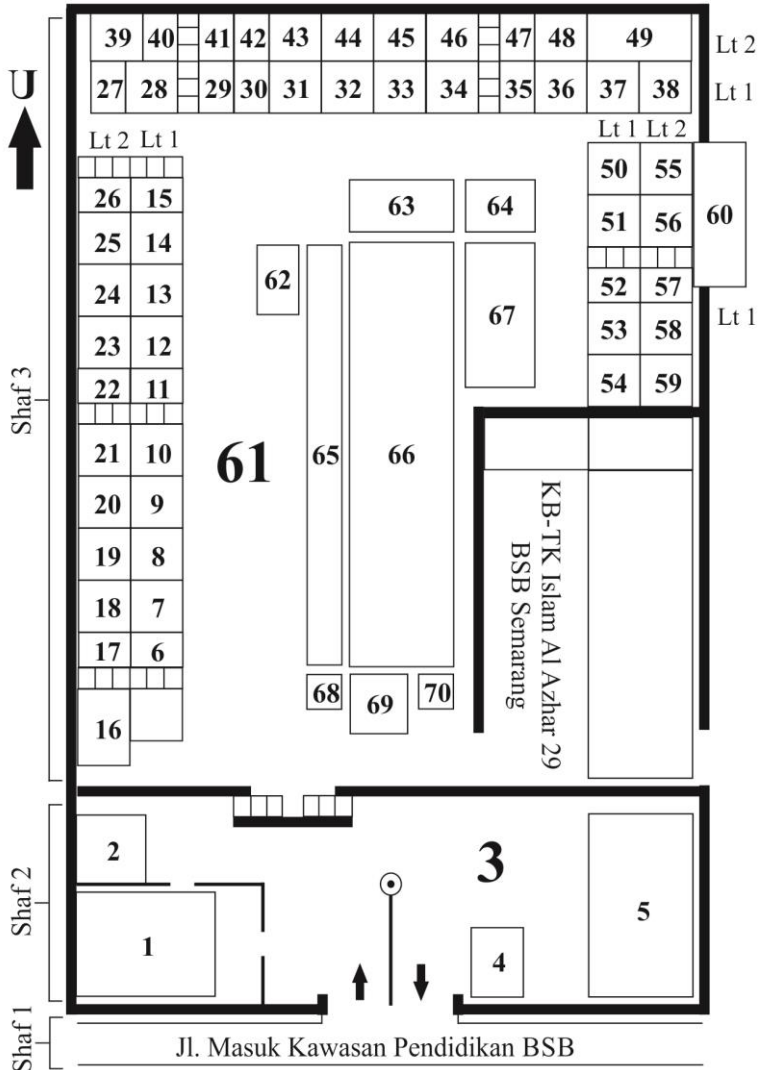 39 40 41 42 43 44 45 46 47 48 49 Lt 2
27 28 29 30 31 32 33 34 35 36 37 38 Lt 1
U
Lt 2 Lt 1
Lt 1 Lt 2
26 15
25 14
24 13
23 12
22 11
21 10
20 9
19 8
18 7
17 6
16
50 55
51 56
52 57
53 58
54 59
60
Lt 1
63 64
62
67
61 65 66
68 69 70
KB-TK Islam Al Azhar 29
BSB Semarang
Shaf 3
2
1
3
4
5
Shaf 2
Shaf 1
Jl. Masuk Kawasan Pendidikan BSB